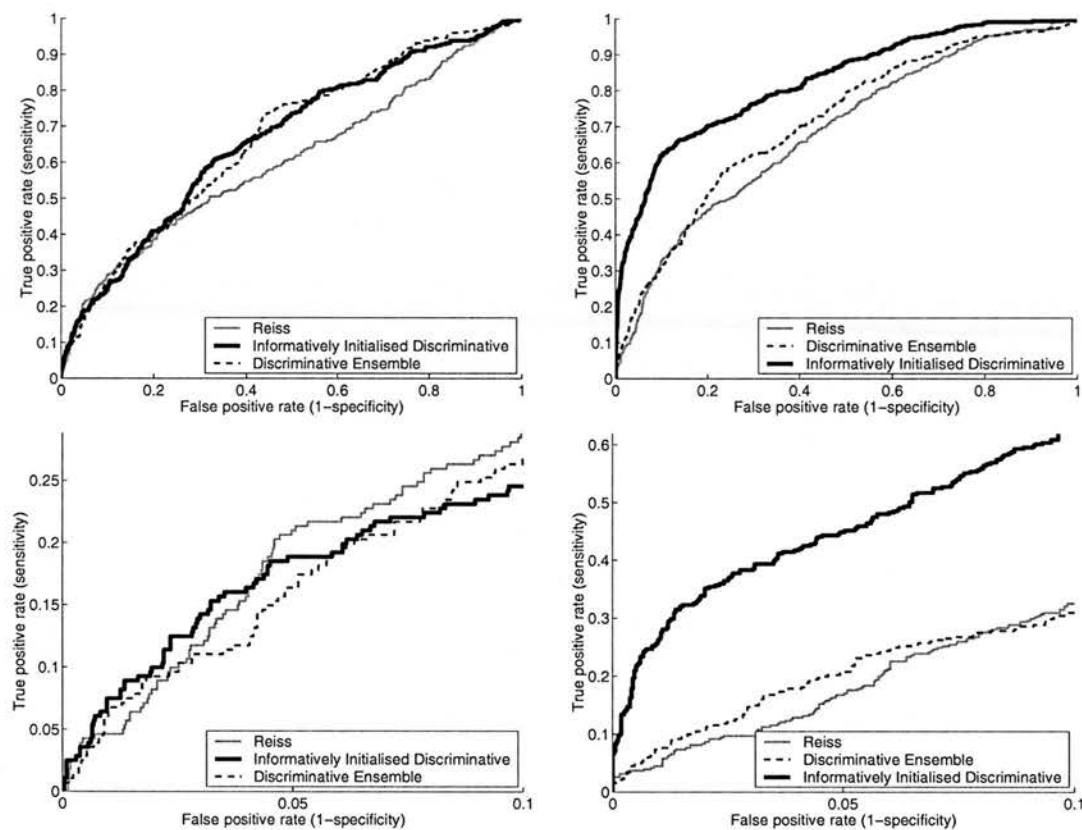 1
0.9
0.8
0.7
0.6
0.5
0.4
0.3
0.2
0.1
0
True positive rate (sensitivity)
Reiss
Informatively Initialised Discriminative
Discriminative Ensemble
0
0.2
0.4
0.6
0.8
1
False positive rate (1−specificity)
1
0.9
0.8
0.7
0.6
0.5
0.4
0.3
0.2
0.1
0
True positive rate (sensitivity)
Reiss
Discriminative Ensemble
Informatively Initialised Discriminative
0
0.2
0.4
0.6
0.8
1
False positive rate (1−specificity)
0.25
0.2
0.15
0.1
0.05
0
True positive rate (sensitivity)
Reiss
Informatively Initialised Discriminative
Discriminative Ensemble
0
0.05
0.1
False positive rate (1−specificity)
0.6
0.5
0.4
0.3
0.2
0.1
0
True positive rate (sensitivity)
Reiss
Discriminative Ensemble
Informatively Initialised Discriminative
0
0.05
0.1
False positive rate (1−specificity)